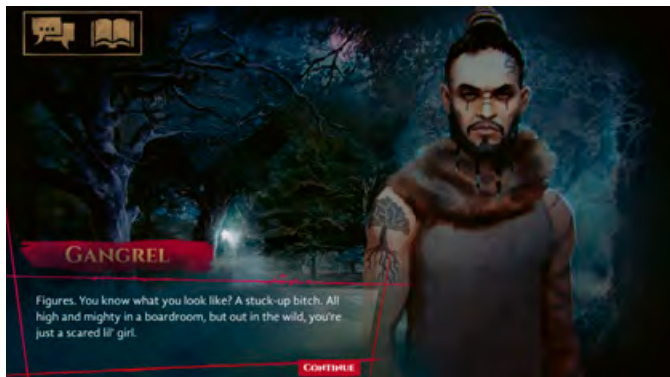 GANGREL
Figures. You know what you look like? A stuck-up bitch. All
high and mighty in a boardroom, but out in the wild, you're
just a scared lil' girl.
CONTINUE